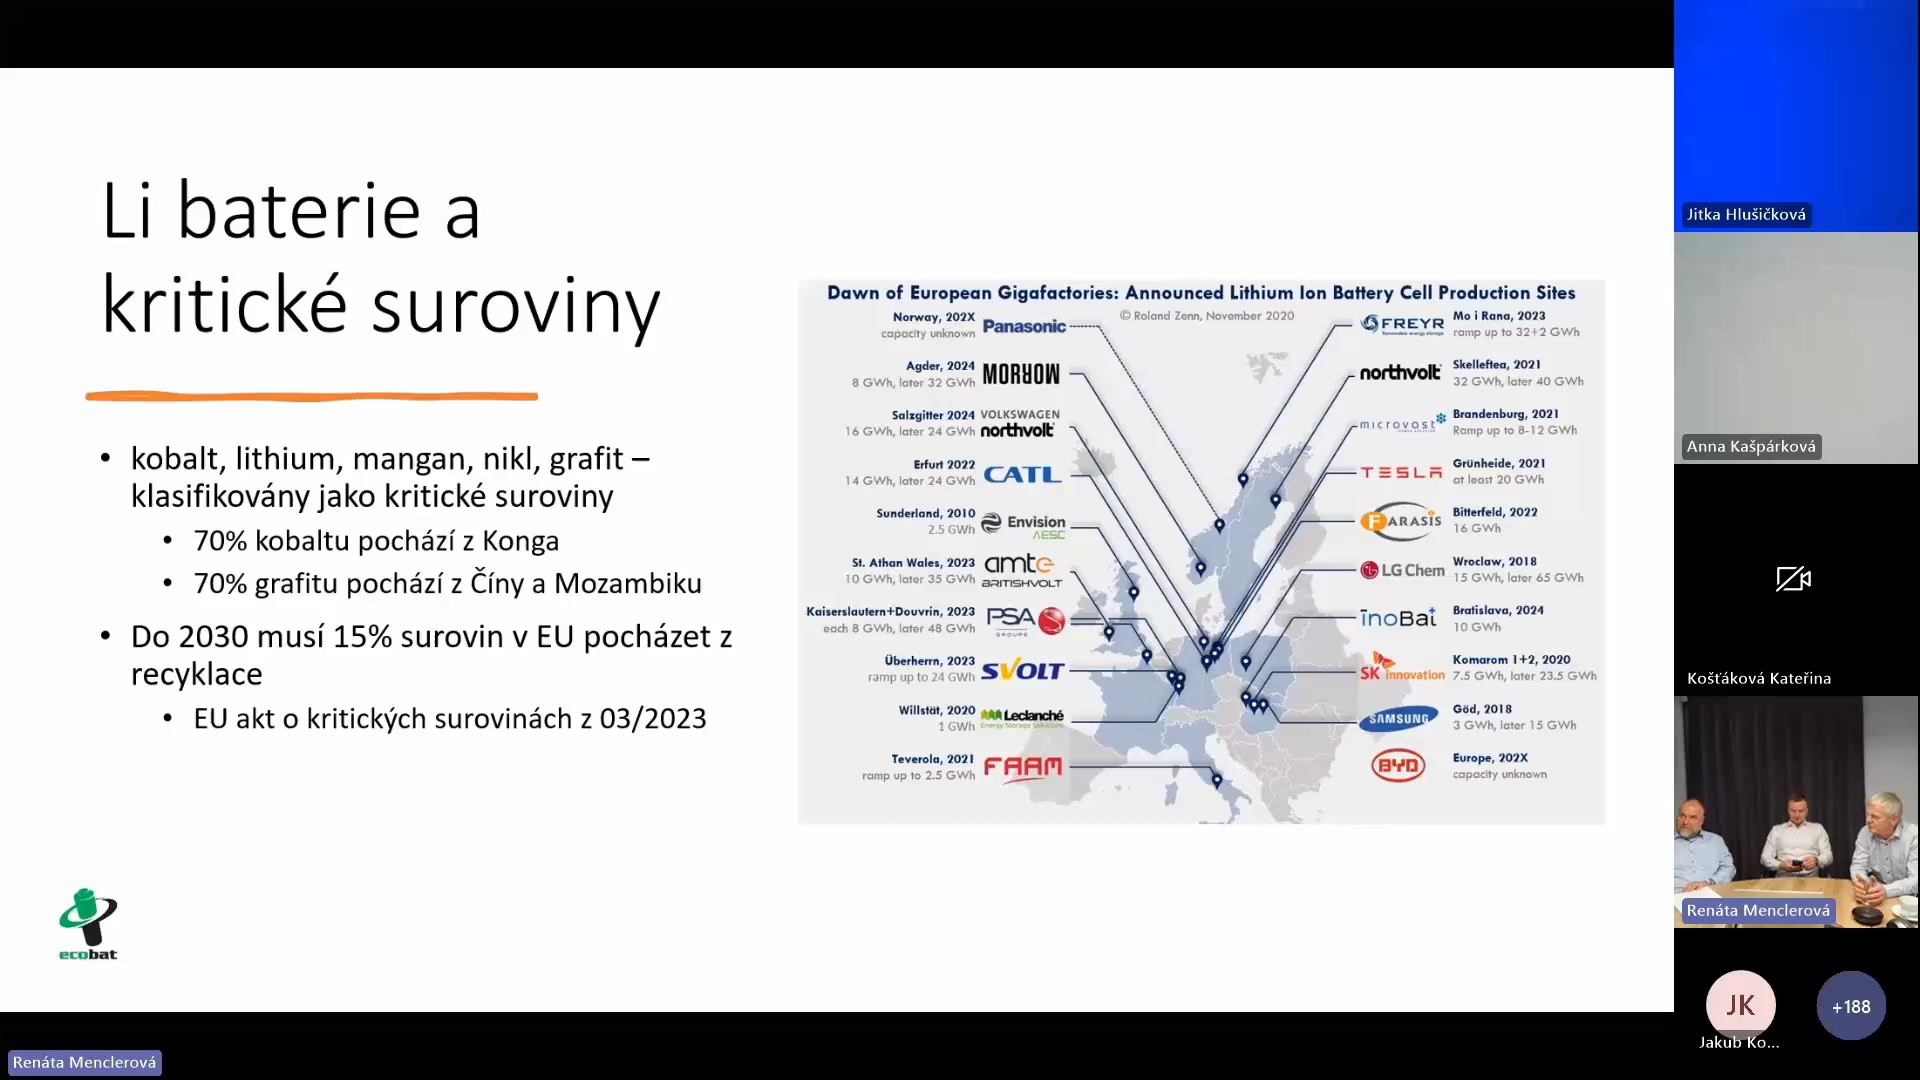 Li baterie a
kritické suroviny
• kobalt, lithium, mangan, nikl, grafit –
klasifikovány jako kritické suroviny
• 70% kobaltu pochází z Konga
• 70% grafitu pochází z Číny a Mozambiku
• Do 2030 musí 15% surovin v EU pocházet z
recyklace
• EU akt o kritických surovinách z 03/2023
ecobat
Dawn of European Gigafactories: Announced Lithium Ion Battery Cell Production Sites
© Roland Zenn, November 2020
Norway, 202X
capacity unknown
Panasonic
Agder, 2024
8 GWh, later 32 GWh
MORROW
Salzgitter 2024
16 GWh, later 24 GWh
VOLKSWAGEN
northvolt
Erfurt 2022
14 GWh, later 24 GWh
CATL
Sunderland, 2010
2.5 GWh
Envision
AESC
St. Athan Wales, 2023
10 GWh, later 35 GWh
amte
BRITISHVOLT
Kaiserslautern+Douvrin, 2023
each 8 GWh, later 48 GWh
PSA
GROUPE
Überherrn, 2023
ramp up to 24 GWh
SVOLT
Willstät, 2020
1 GWh
Leclanché
Energy Storage Solutions
Teverola, 2021
ramp up to 2.5 GWh
FAAM
FREYR
Mo i Rana, 2023
ramp up to 32+2 GWh
northvolt
Skelleftea, 2021
32 GWh, later 40 GWh
microvast
Brandenburg, 2021
Ramp up to 8-12 GWh
TESLA
Grünheide, 2021
at least 20 GWh
FARASIS
Bitterfeld, 2022
16 GWh
LG Chem
Wroclaw, 2018
15 GWh, later 65 GWh
inoBat
Bratislava, 2024
10 GWh
SK innovation
Komarom 1+2, 2020
7.5 GWh, later 23.5 GWh
SAMSUNG
Göd, 2018
3 GWh, later 15 GWh
BYD
Europe, 202X
capacity unknown
Jitka Hlušičková
Anna Kašpárková
Košťáková Kateřina
Renáta Menclerová
JK
Jakub Ko...
+188
Renáta Menclerová